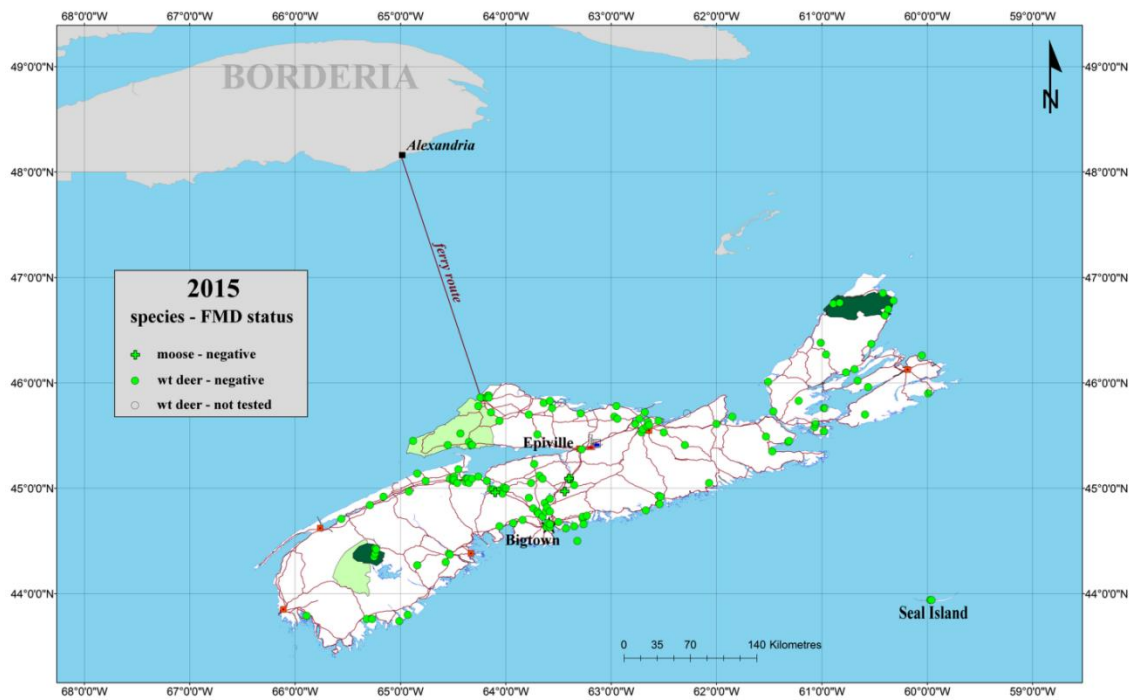 68°0'0"W 67°0'0"W 66°0'0"W 65°0'0"W 64°0'0"W 63°0'0"W 62°0'0"W 61°0'0"W 60°0'0"W 59°0'0"W
49°0'0"N 49°0'0"N
BORDERIA
N
Alexandria
48°0'0"N 48°0'0"N
ferry route
47°0'0"N 47°0'0"N
2015
species - FMD status
moose - negative
wt deer - negative
wt deer - not tested
46°0'0"N 46°0'0"N
Epiville
45°0'0"N 45°0'0"N
Bigtown
44°0'0"N 44°0'0"N
Seal Island
0 35 70 140 Kilometres
68°0'0"W 67°0'0"W 66°0'0"W 65°0'0"W 64°0'0"W 63°0'0"W 62°0'0"W 61°0'0"W 60°0'0"W 59°0'0"W